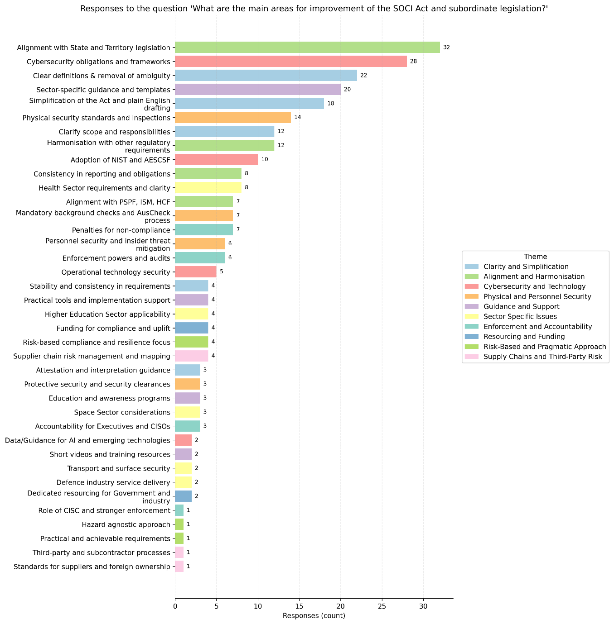 Responses to the question 'What are the main areas for improvement of the SOCI Act and subordinate legislation?'
Alignment with State and Territory legislation 32
Cybersecurity obligations and frameworks 28
Clear definitions & removal of ambiguity 22
Sector-specific guidance and templates 20
Simplification of the Act and plain English
drafting 18
Physical security standards and inspections 14
Clarify scope and responsibilities 12
Harmonisation with other regulatory
requirements 12
Adoption of NIST and AESCSF 10
Consistency in reporting and obligations 8
Health Sector requirements and clarity 8
Alignment with PSPF, ISM, HCF 7
Mandatory background checks and AusCheck
process 7
Penalties for non-compliance 7
Personnel security and insider threat
mitigation 6
Enforcement powers and audits 6
Operational technology security 5
Stability and consistency in requirements 4
Practical tools and implementation support 4
Higher Education Sector applicability 4
Funding for compliance and uplift 4
Risk-based compliance and resilience focus 4
Supplier chain risk management and mapping 4
Attestation and interpretation guidance 3
Protective security and security clearances 3
Education and awareness programs 3
Space Sector considerations 3
Accountability for Executives and CISOs 3
Data/Guidance for AI and emerging technologies 2
Short videos and training resources 2
Transport and surface security 2
Defence industry service delivery 2
Dedicated resourcing for Government and
industry 2
Role of CISC and stronger enforcement 1
Hazard agnostic approach 1
Practical and achievable requirements 1
Third-party and subcontractor processes 1
Standards for suppliers and foreign ownership 1
0 5 10 15 20 25 30
Responses (count)
Theme
Clarity and Simplification
Alignment and Harmonisation
Cybersecurity and Technology
Physical and Personnel Security
Guidance and Support
Sector Specific Issues
Enforcement and Accountability
Resourcing and Funding
Risk-Based and Pragmatic Approach
Supply Chains and Third-Party Risk